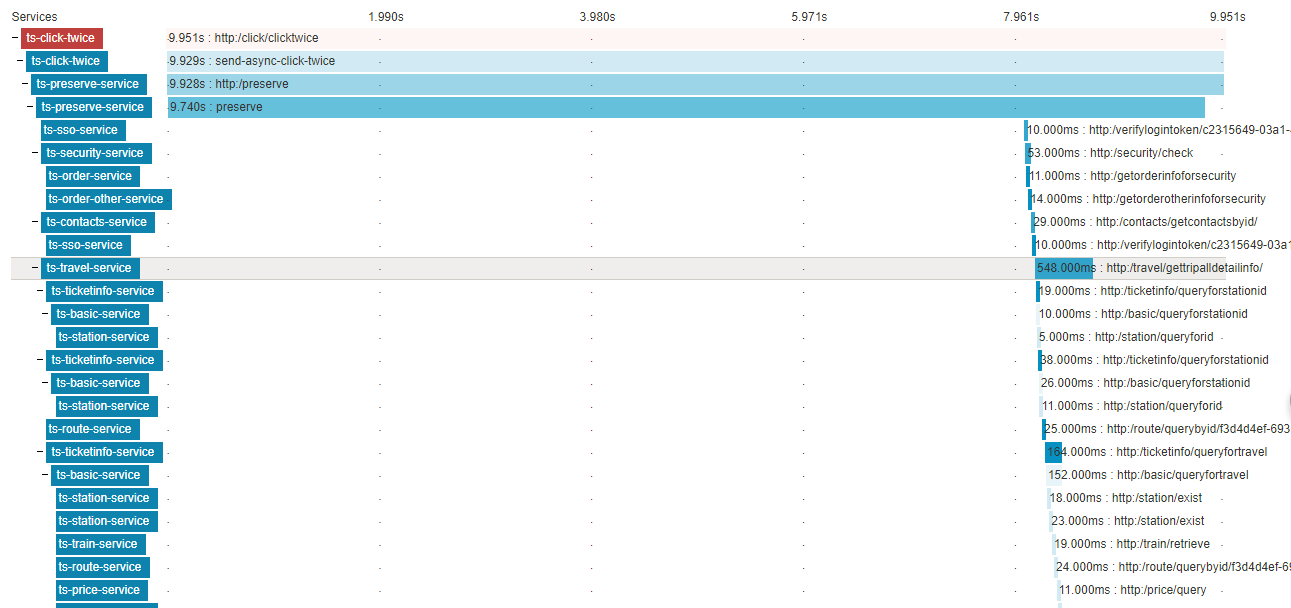 Services 1.990s 3.980s 5.971s 7.961s 9.951s
ts-click-twice 9.951s : http:/click/clicktwice
ts-click-twice 9.929s : send-async-click-twice
ts-preserve-service 9.928s : http:/preserve
ts-preserve-service 9.740s : preserve
ts-sso-service 10.000ms : http:/verifylogintoken/c2315649-03a1-
ts-security-service 53.000ms : http:/security/check
ts-order-service 11.000ms : http:/getorderinfoforsecurity
ts-order-other-service 14.000ms : http:/getorderotherinfoforsecurity
ts-contacts-service 29.000ms : http:/contacts/getcontactsbyid/
ts-sso-service 10.000ms : http:/verifylogintoken/c2315649-03a1
ts-travel-service 548.000ms : http:/travel/gettripalldetailinfo/
ts-ticketinfo-service 19.000ms : http:/ticketinfo/queryforstationid
ts-basic-service 10.000ms : http:/basic/queryforstationid
ts-station-service 5.000ms : http:/station/queryforid
ts-ticketinfo-service 38.000ms : http:/ticketinfo/queryforstationid
ts-basic-service 26.000ms : http:/basic/queryforstationid
ts-station-service 11.000ms : http:/station/queryforid
ts-route-service 25.000ms : http:/route/querybyid/f3d4d4ef-693
ts-ticketinfo-service 164.000ms : http:/ticketinfo/queryfortravel
ts-basic-service 152.000ms : http:/basic/queryfortravel
ts-station-service 18.000ms : http:/station/exist
ts-station-service 23.000ms : http:/station/exist
ts-train-service 19.000ms : http:/train/retrieve
ts-route-service 24.000ms : http:/route/querybyid/f3d4d4ef-69
ts-price-service 11.000ms : http:/price/query